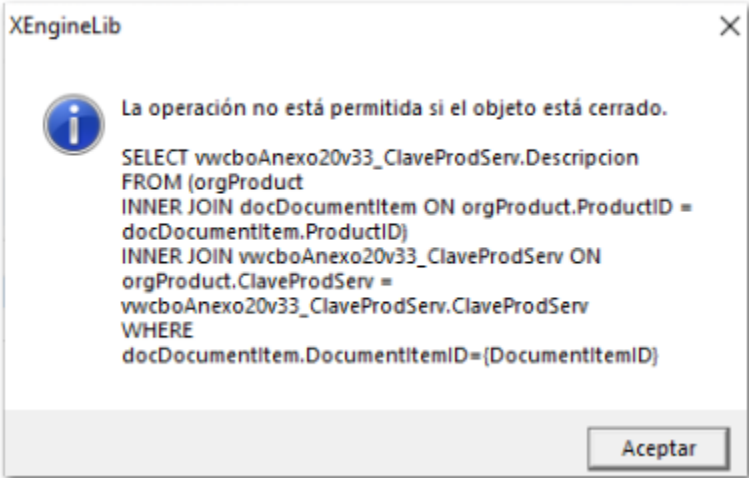 XEngineLib
La operación no está permitida si el objeto está cerrado.
SELECT vwcboAnexo20v33_ClaveProdServ.Descripcion
FROM (orgProduct
INNER JOIN docDocumentItem ON orgProduct.ProductID =
docDocumentItem.ProductID)
INNER JOIN vwcboAnexo20v33_ClaveProdServ ON
orgProduct.ClaveProdServ =
vwcboAnexo20v33_ClaveProdServ.ClaveProdServ
WHERE
docDocumentItem.DocumentItemID={DocumentItemID}
Aceptar